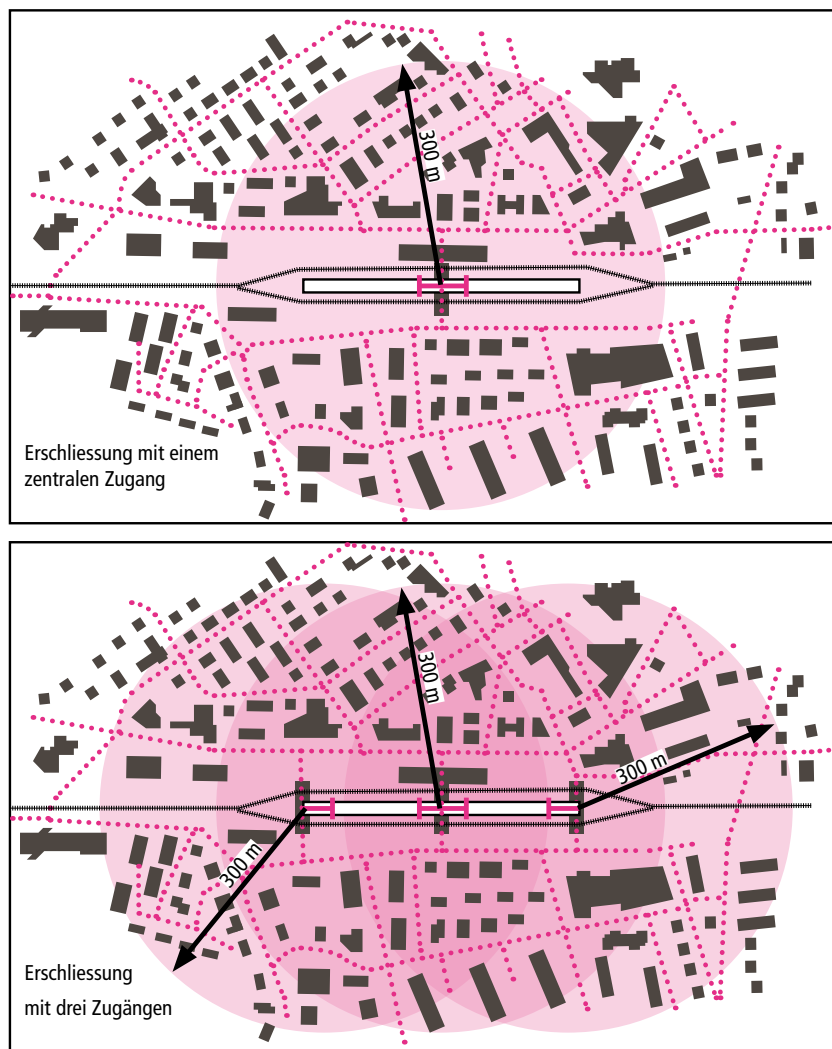 300 m
Erschliessung mit einem
zentralen Zugang
300 m
300 m
300 m
Erschliessung
mit drei Zugängen